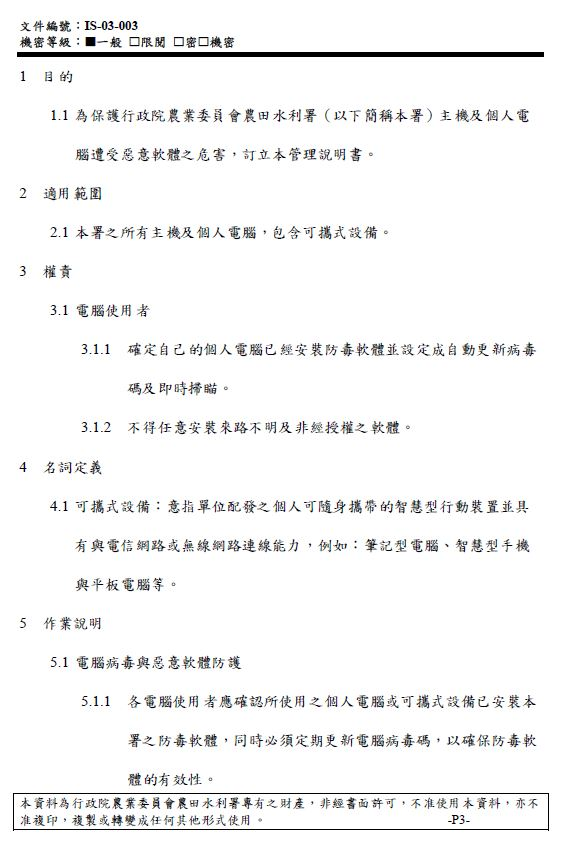 文件編號：IS-03-003
機密等級：■一般 □限閱 □密□機密
1 目的
1.1 為保護行政院農業委員會農田水利署（以下簡稱本署）主機及個人電
腦遭受惡意軟體之危害，訂立本管理說明書。
2 適用範圍
2.1 本署之所有主機及個人電腦，包含可攜式設備。
3 權責
3.1 電腦使用者
3.1.1 確定自己的個人電腦已經安裝防毒軟體並設定成自動更新病毒
碼及即時掃瞄。
3.1.2 不得任意安裝來路不明及非經授權之軟體。
4 名詞定義
4.1 可攜式設備：意指單位配發之個人可隨身攜帶的智慧型行動裝置並具
有與電信網路或無線網路連線能力，例如：筆記型電腦、智慧型手機
與平板電腦等。
5 作業說明
5.1 電腦病毒與惡意軟體防護
5.1.1 各電腦使用者應確認所使用之個人電腦或可攜式設備已安裝本
署之防毒軟體，同時必須定期更新電腦病毒碼，以確保防毒軟
體的有效性。
本資料為行政院農業委員會農田水利署專有之財產，非經書面許可，不准使用本資料，亦不
准複印，複製或轉變成任何其他形式使用。 -P3-